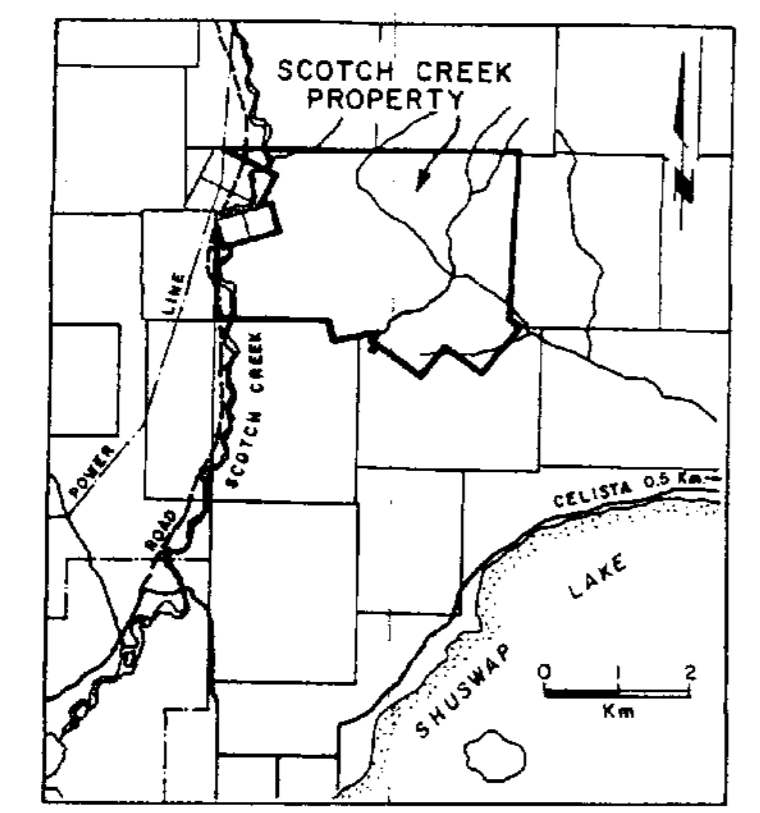 SCOTCH CREEK
PROPERTY
LINE
SCOTCH CREEK
POWER
ROAD
CELISTA 0.5 Km.
LAKE
SHUSWAP
0 1 2
Km